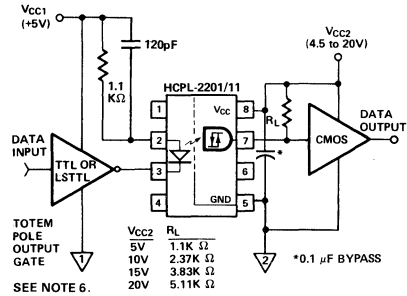 VCC1
(+5V)
120pF
1.1
KΩ
HCPL-2201/11
VCC2
(4.5 to 20V)
1
2
3
4
8
7
6
5
VCC
GND
RL
*
DATA
INPUT
TTL OR
LSTTL
CMOS
DATA
OUTPUT
TOTEM
POLE
OUTPUT
GATE
1
2
*0.1 μF BYPASS
VCC2 RL
5V 1.1K Ω
10V 2.37K Ω
15V 3.83K Ω
20V 5.11K Ω
SEE NOTE 6.